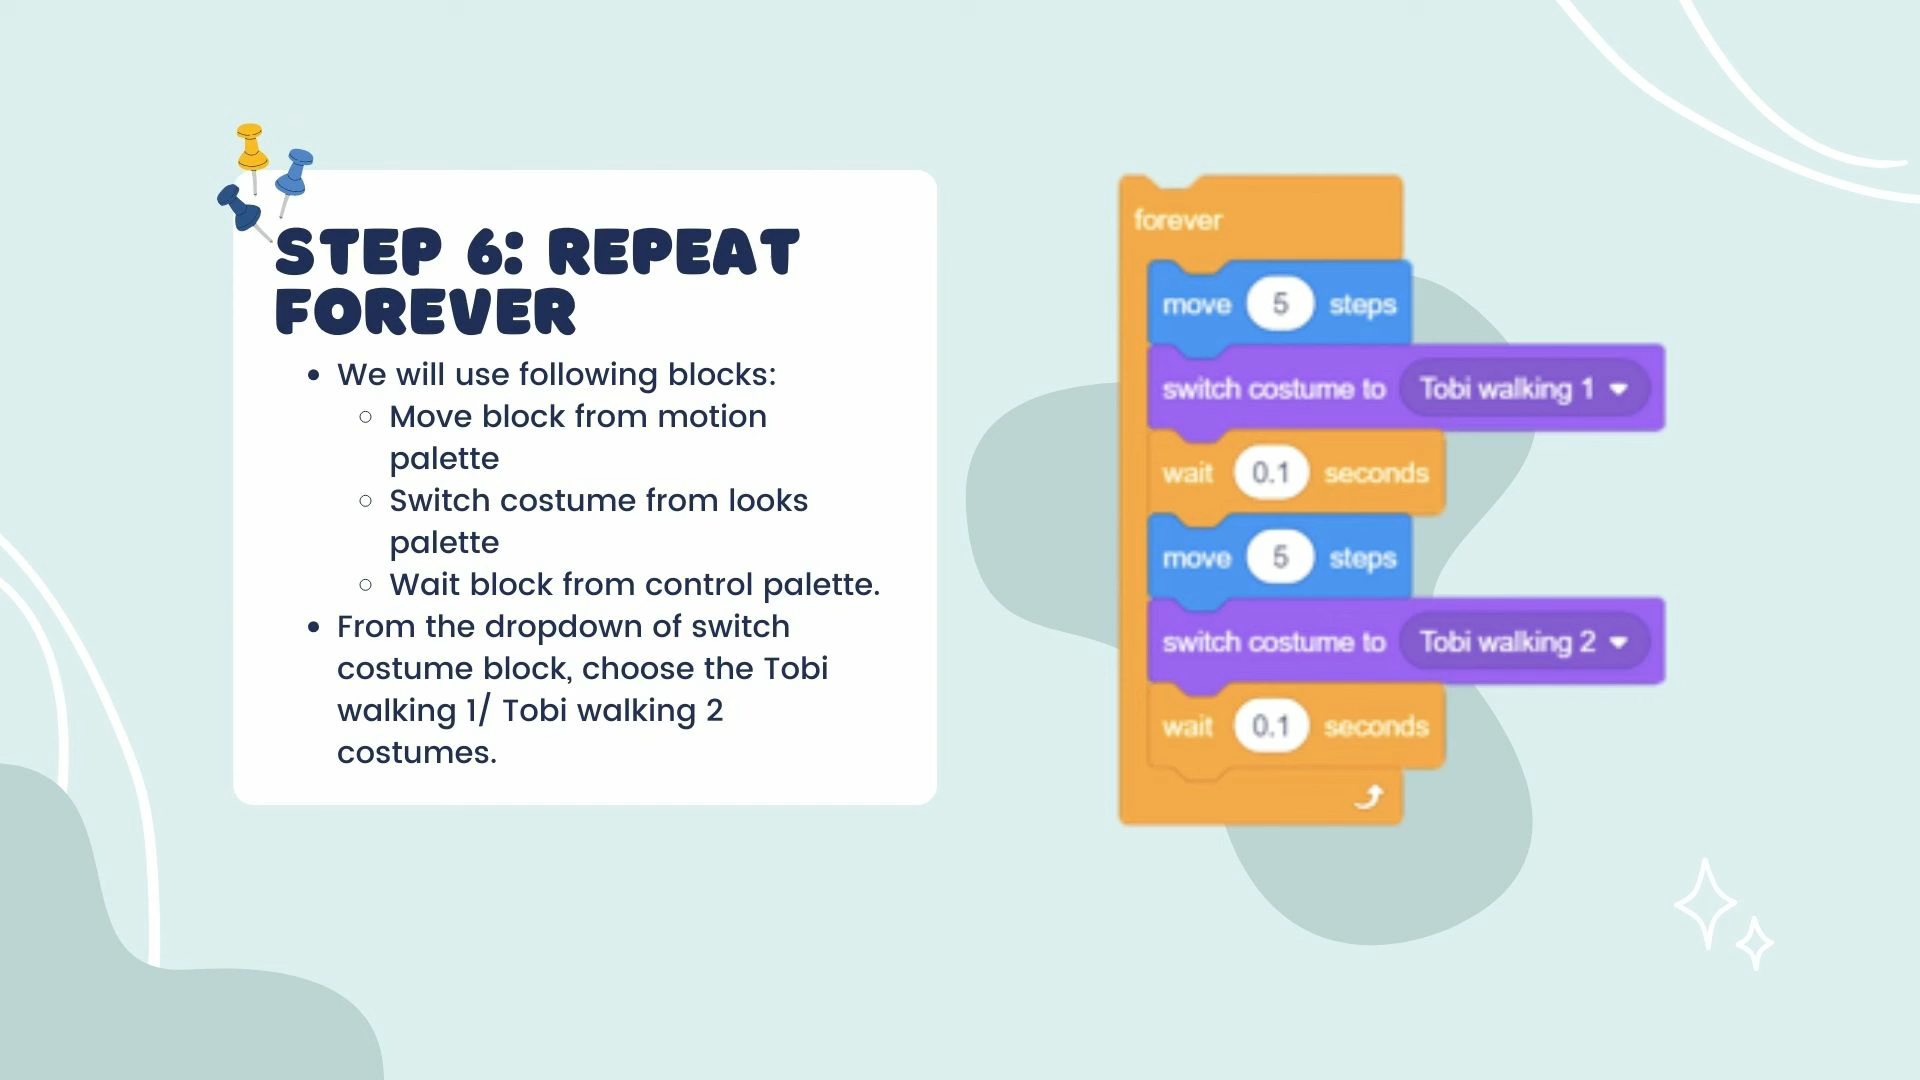 STEP 6: REPEAT
FOREVER
We will use following blocks:
Move block from motion
palette
Switch costume from looks
palette
Wait block from control palette.
From the dropdown of switch
costume block, choose the Tobi
walking 1/ Tobi walking 2
costumes.
forever
move 5 steps
switch costume to Tobi walking 1
wait 0.1 seconds
move 5 steps
switch costume to Tobi walking 2
wait 0.1 seconds